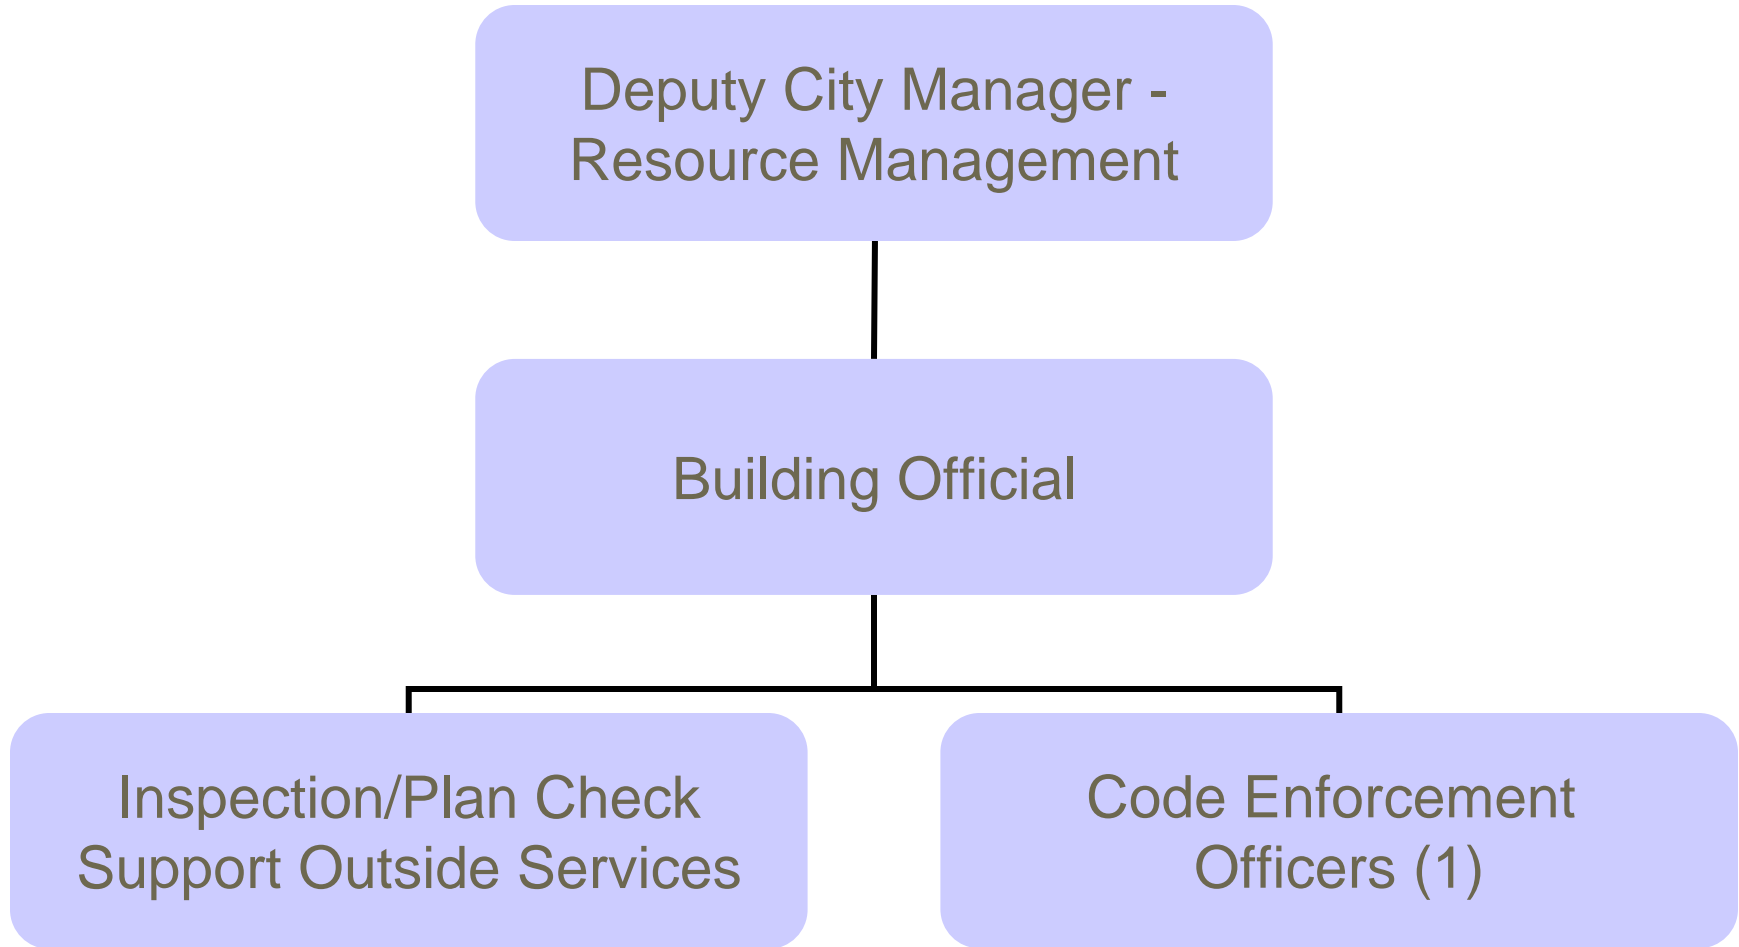 Deputy City Manager -
Resource Management
Building Official
Inspection/Plan Check
Support Outside Services
Code Enforcement
Officers (1)